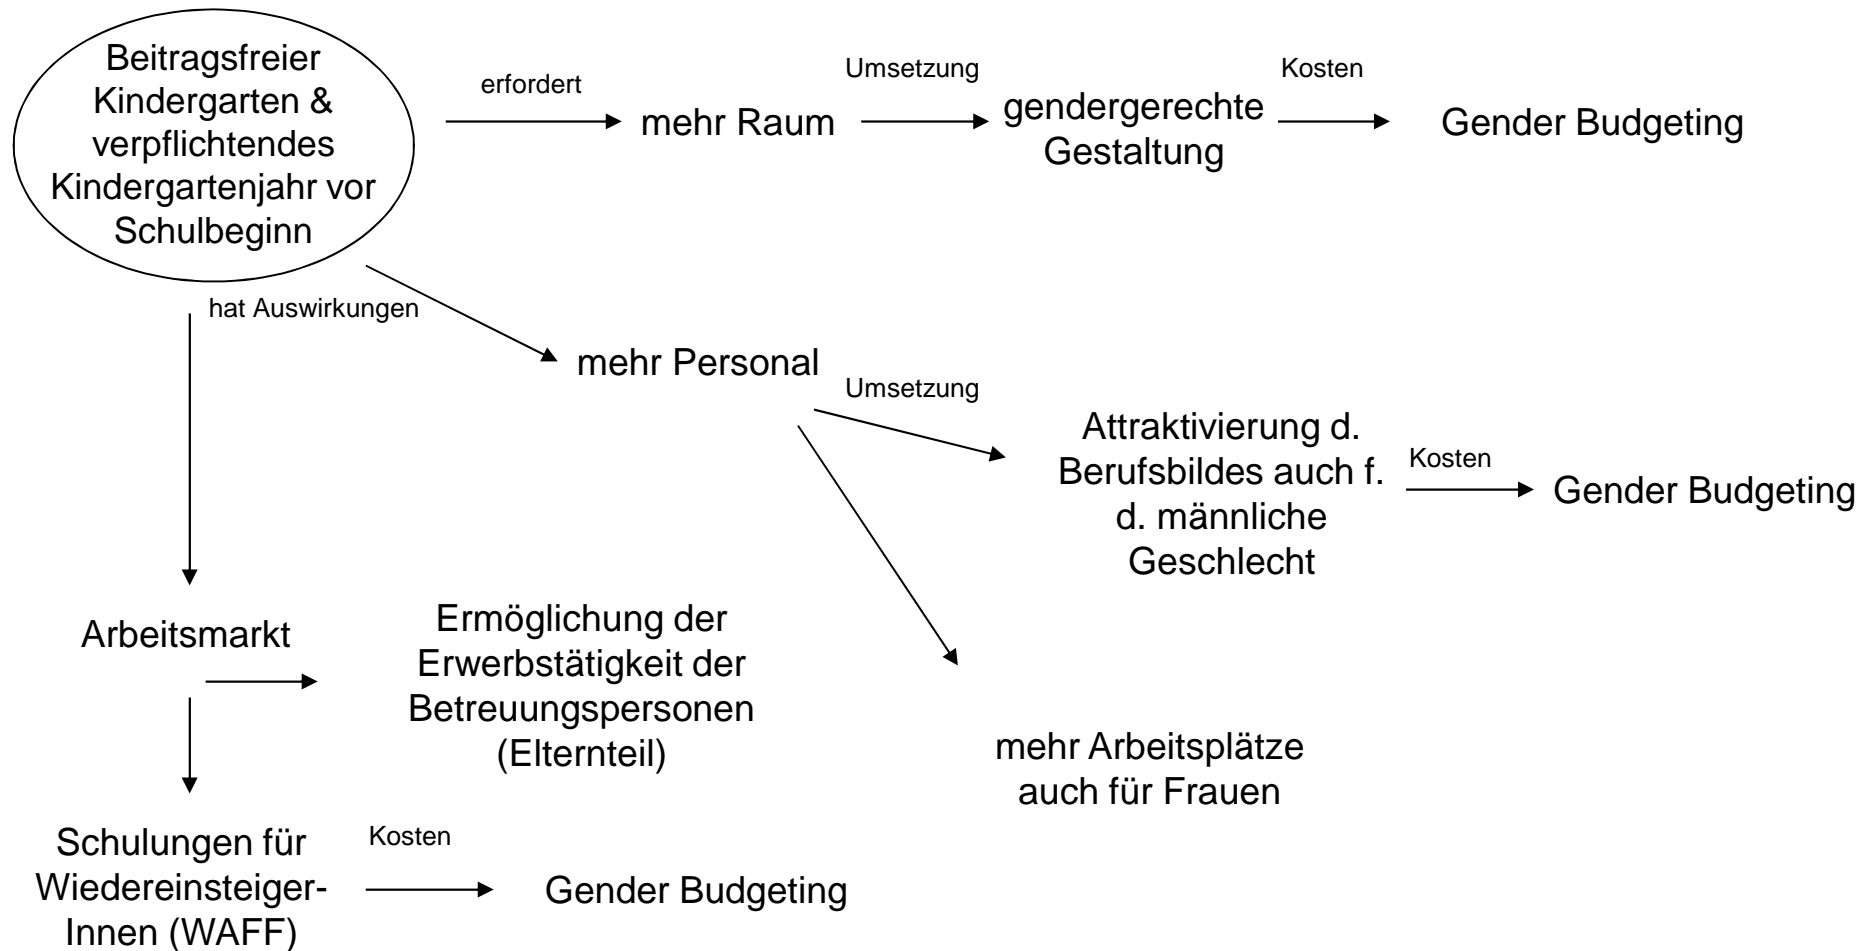 Beitragsfreier
Kindergarten &
verpflichtendes
Kindergartenjahr vor
Schulbeginn
erfordert
mehr Raum
Umsetzung
gendergerechte
Gestaltung
Kosten
Gender Budgeting
hat Auswirkungen
mehr Personal
Umsetzung
Attraktivierung d.
Berufsbildes auch f.
d. männliche
Geschlecht
Kosten
Gender Budgeting
Arbeitsmarkt
Ermöglichung der
Erwerbstätigkeit der
Betreuungspersonen
(Elternteil)
mehr Arbeitsplätze
auch für Frauen
Schulungen für
Wiedereinsteiger-
Innen (WAFF)
Kosten
Gender Budgeting